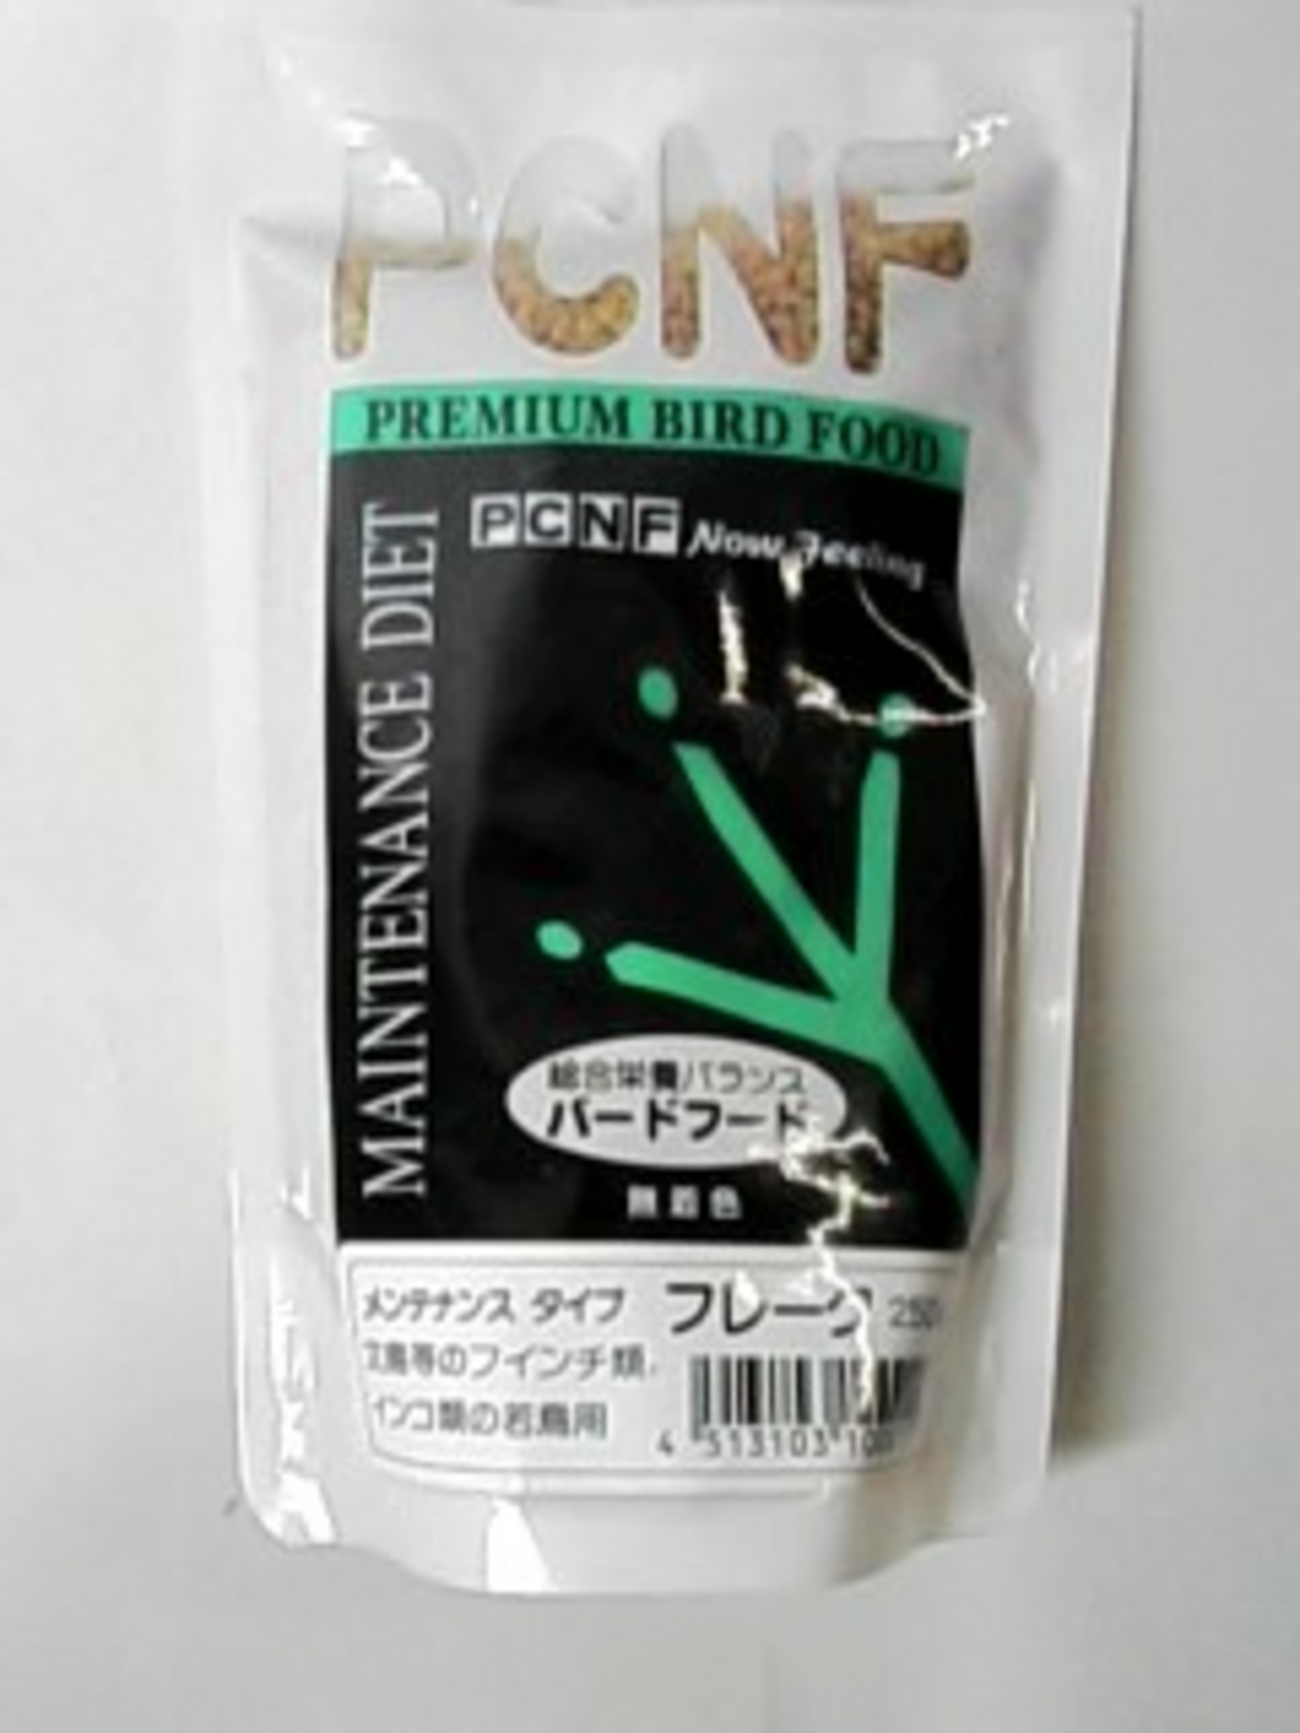 PCNF
PREMIUM BIRD FOOD
PCNF Now Feeling
MAINTENANCE DIET
総合栄養バランス
バードフード
無着色
メンテナンス タイプ フレーク 250
文鳥等のフィンチ類、
インコ類の若鳥用
4 513103 100